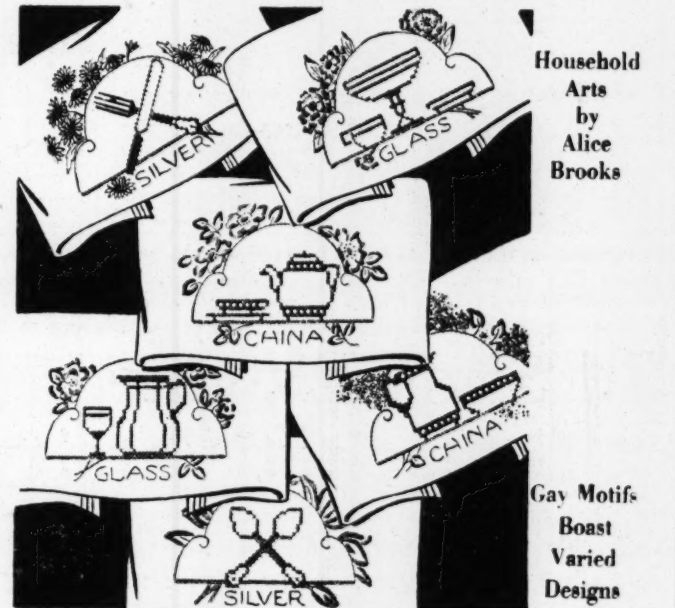 Household
Arts
by
Alice
Brooks
SILVER
GLASS
CHINA
GLASS
CHINA
SILVER
Gay Motifs
Boast
Varied
Designs